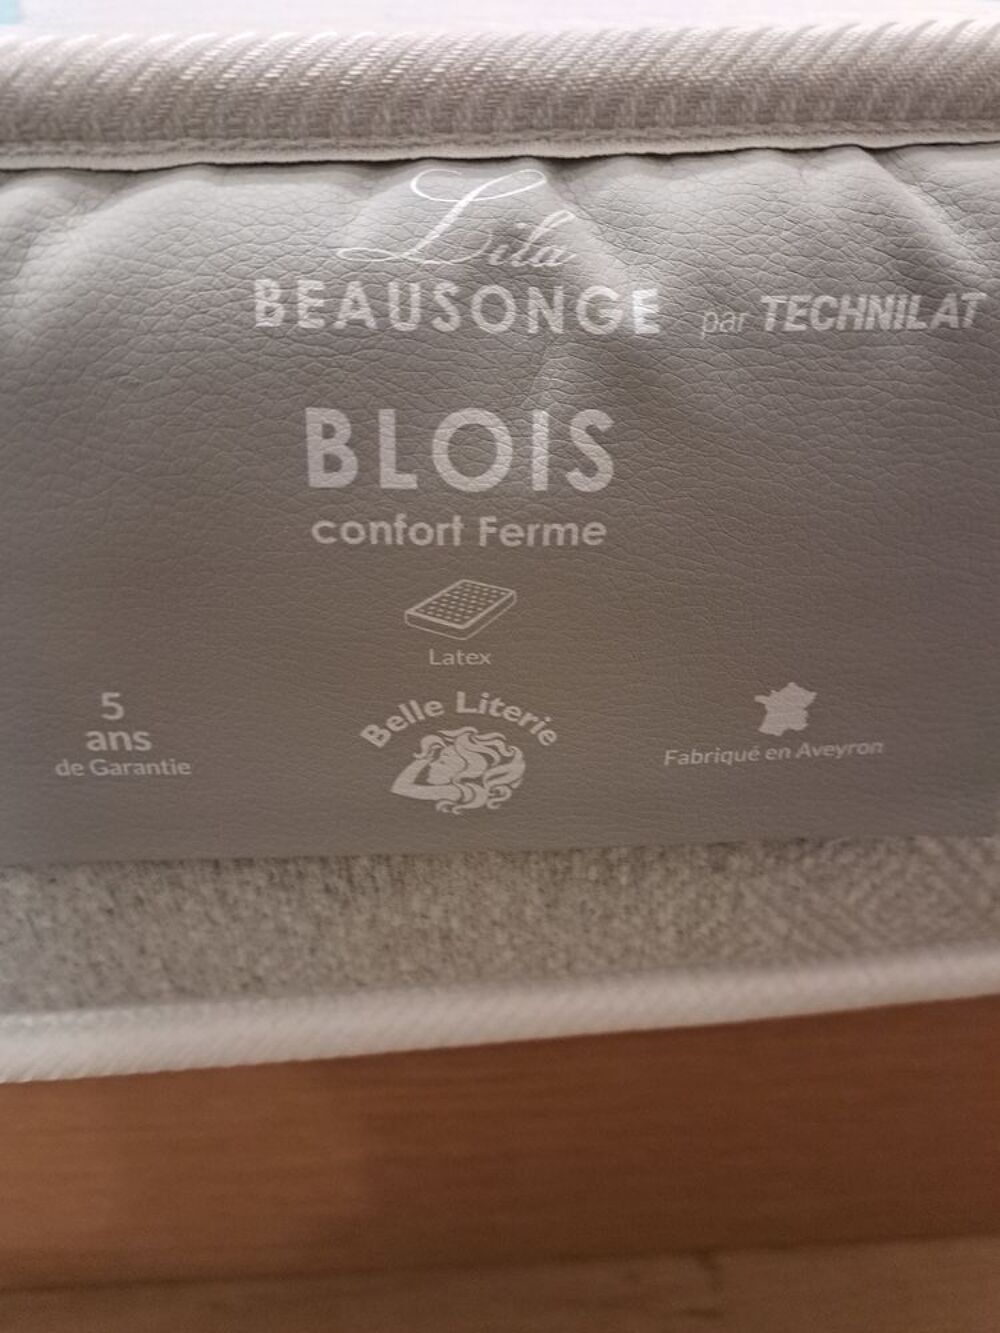 Lila
BEAUSONGE par TECHNILAT
BLOIS
confort Ferme
Latex
5
ans
de Garantie
Belle Literie
Fabriqué en Aveyron